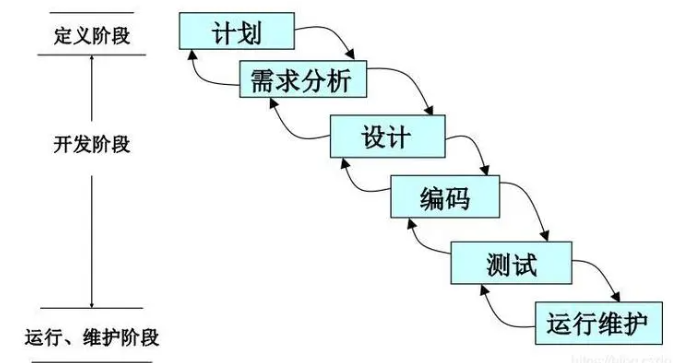 定义阶段
计划
需求分析
开发阶段
设计
编码
测试
运行维护
运行、维护阶段